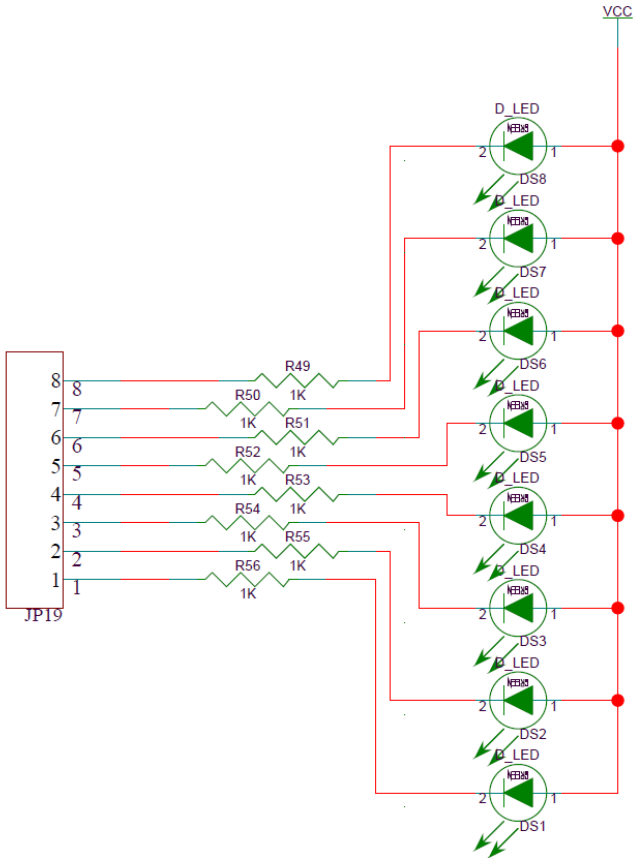 VCC
D_LED
2 1
DS8
D_LED
2 1
DS7
D_LED
2 1
DS6
D_LED
2 1
DS5
D_LED
2 1
DS4
D_LED
2 1
DS3
D_LED
2 1
DS2
D_LED
2 1
DS1
8 8 R49 1K
7 7 R50 1K
6 6 R51 1K
5 5 R52 1K
4 4 R53 1K
3 3 R54 1K
2 2 R55 1K
1 1 R56 1K
JP19